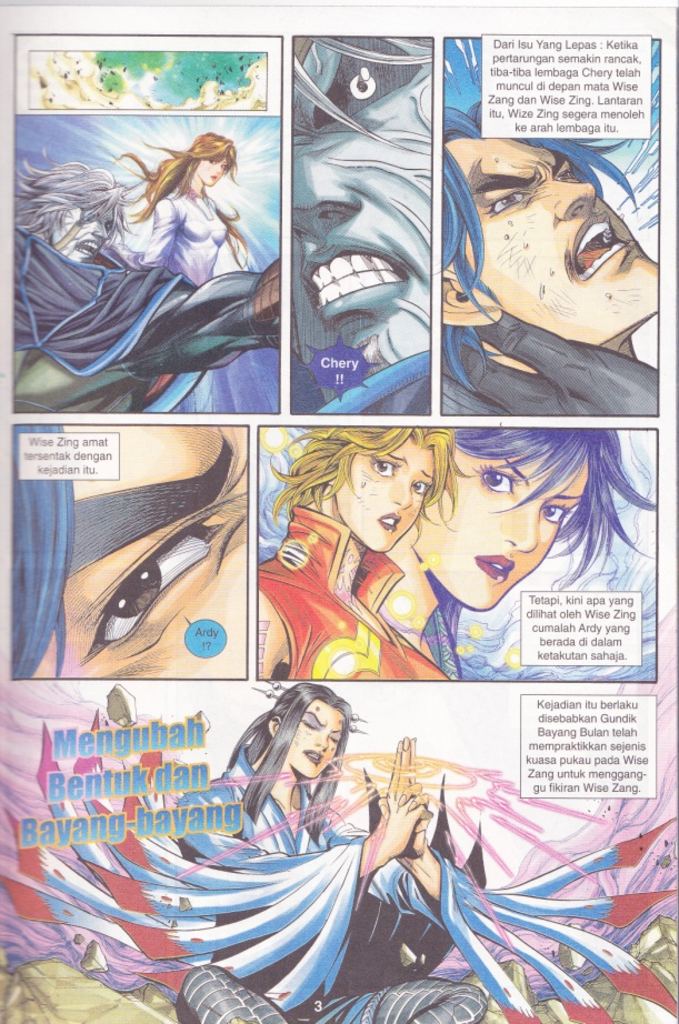 Dari Isu Yang Lepas : Ketika
pertarungan semakin rancak,
tiba-tiba lembaga Chery telah
muncul di depan mata Wise
Zang dan Wise Zing. Lantaran
itu, Wize Zing segera menoleh
ke arah lembaga itu.
Chery
!!
Wise Zing amat
tersentak dengan
kejadian itu.
Ardy
!?
Tetapi, kini apa yang
dilihat oleh Wise Zing
cumalah Ardy yang
berada di dalam
ketakutan sahaja.
Kejadian itu berlaku
disebabkan Gundik
Bayang Bulan telah
mempraktikkan sejenis
kuasa pukau pada Wise
Zang untuk menggang-
gu fikiran Wise Zang.
Mengubah
Bentuk dan
Bayang-bayang
3